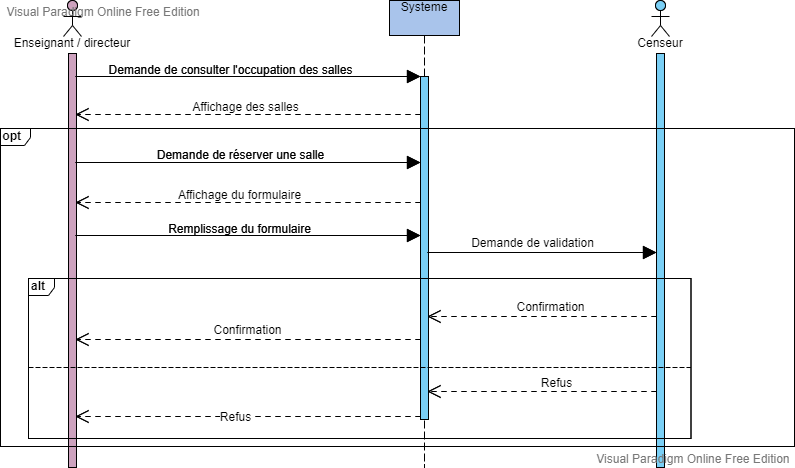 Visual Paradigm Online Free Edition
Systeme
Enseignant / directeur
Censeur
Demande de consulter l'occupation des salles
Affichage des salles
opt
Demande de réserver une salle
Affichage du formulaire
Remplissage du formulaire
Demande de validation
alt
Confirmation
Confirmation
Refus
Refus
Visual Paradigm Online Free Edition